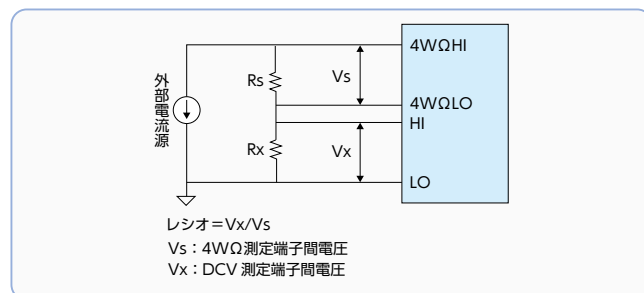 外部電流源
Rs
Vs
Rx
Vx
4WΩHI
4WΩLO
HI
LO
レシオ＝Vx/Vs
Vs：4WΩ測定端子間電圧
Vx：DCV 測定端子間電圧